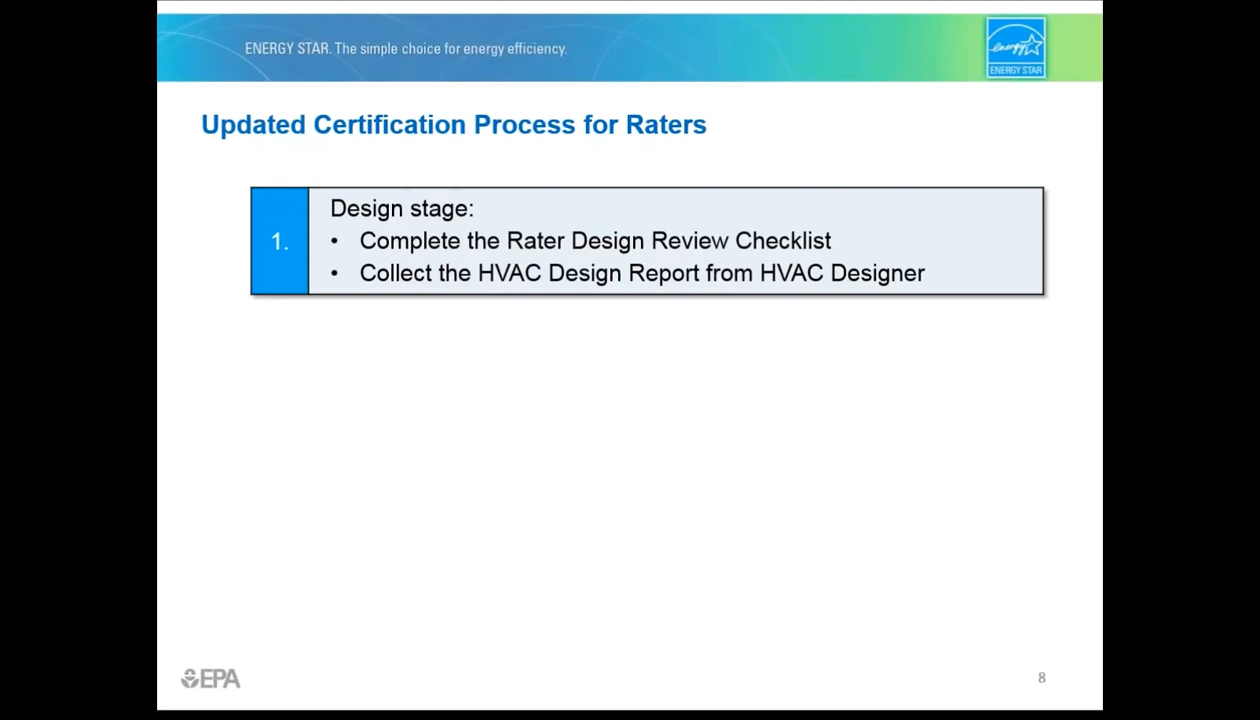 ENERGY STAR. The simple choice for energy efficiency.
energy
ENERGY STAR
Updated Certification Process for Raters
1.
Design stage:
• Complete the Rater Design Review Checklist
• Collect the HVAC Design Report from HVAC Designer
EPA
8